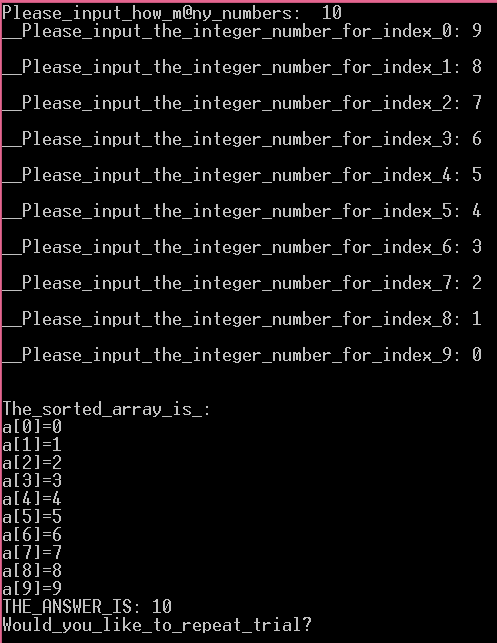 Please_input_how_m@ny_numbers:  10
__Please_input_the_integer_number_for_index_0: 9
__Please_input_the_integer_number_for_index_1: 8
__Please_input_the_integer_number_for_index_2: 7
__Please_input_the_integer_number_for_index_3: 6
__Please_input_the_integer_number_for_index_4: 5
__Please_input_the_integer_number_for_index_5: 4
__Please_input_the_integer_number_for_index_6: 3
__Please_input_the_integer_number_for_index_7: 2
__Please_input_the_integer_number_for_index_8: 1
__Please_input_the_integer_number_for_index_9: 0
The_sorted_array_is_:
a[0]=0
a[1]=1
a[2]=2
a[3]=3
a[4]=4
a[5]=5
a[6]=6
a[7]=7
a[8]=8
a[9]=9
THE_ANSWER_IS: 10
Would_you_like_to_repeat_trial?